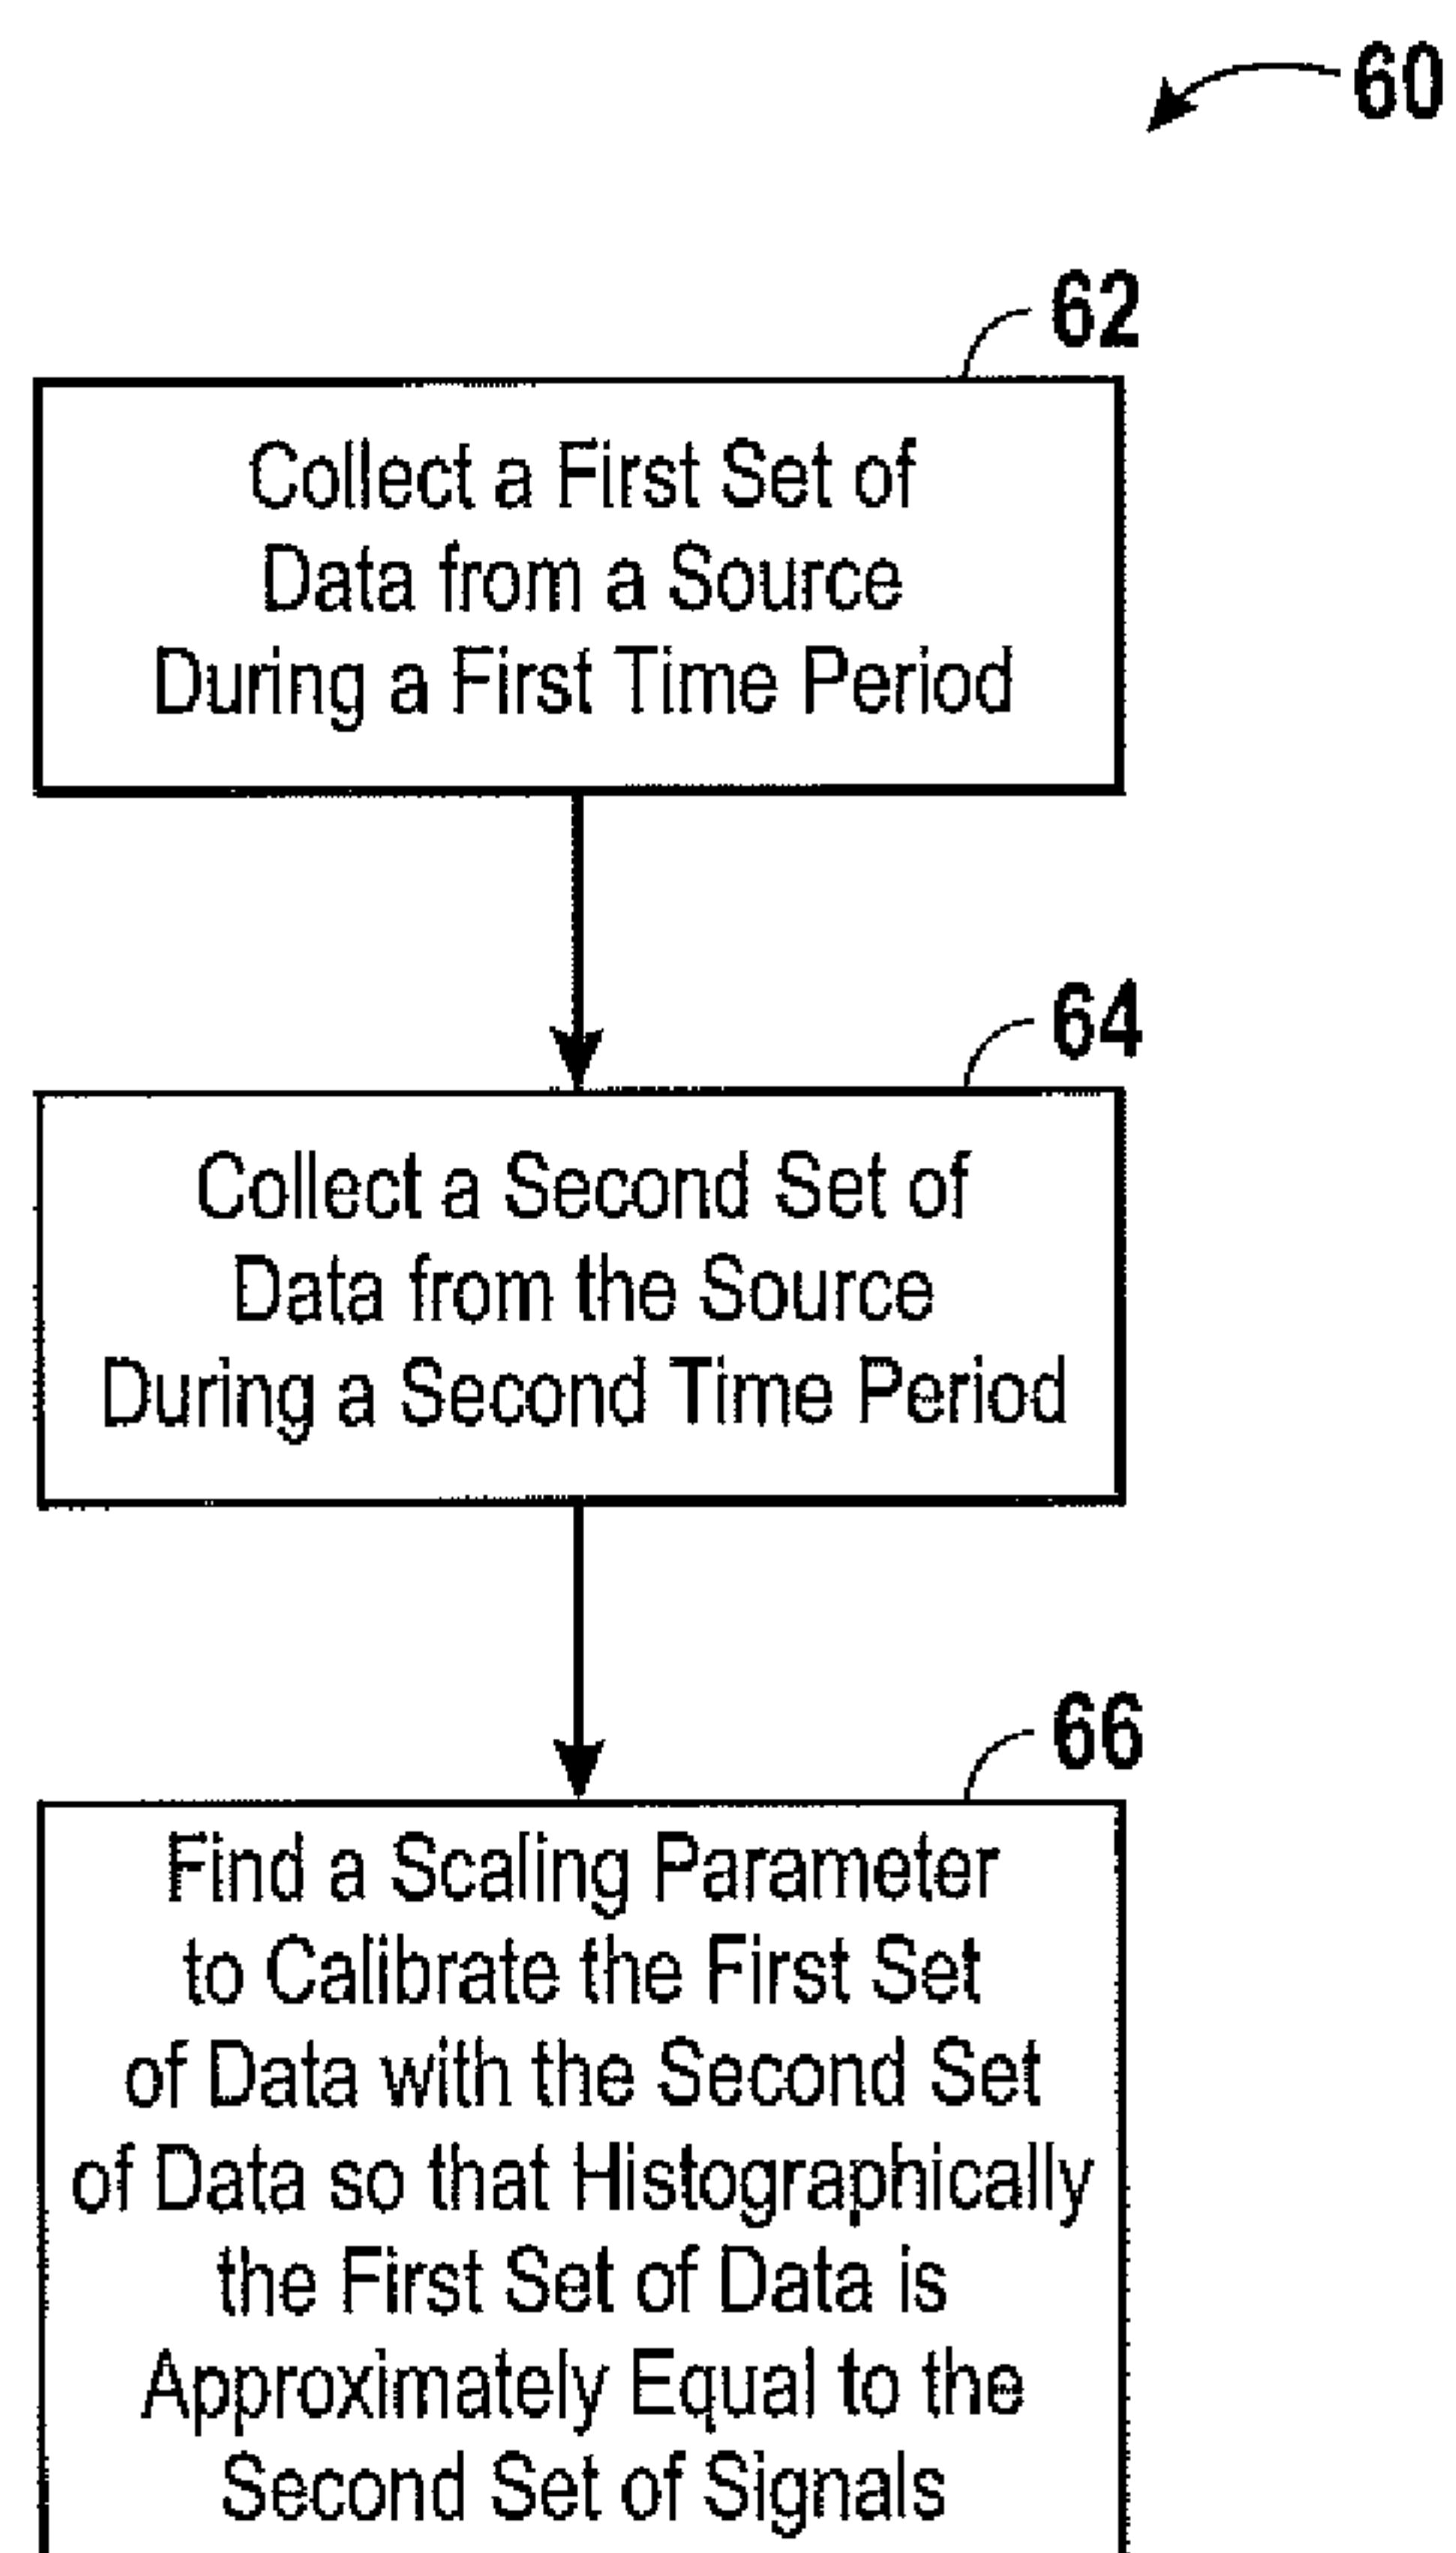 60
62
Collect a First Set of
Data from a Source
During a First Time Period
64
Collect a Second Set of
Data from the Source
During a Second Time Period
66
Find a Scaling Parameter
to Calibrate the First Set
of Data with the Second Set
of Data so that Histographically
the First Set of Data is
Approximately Equal to the
Second Set of Signals